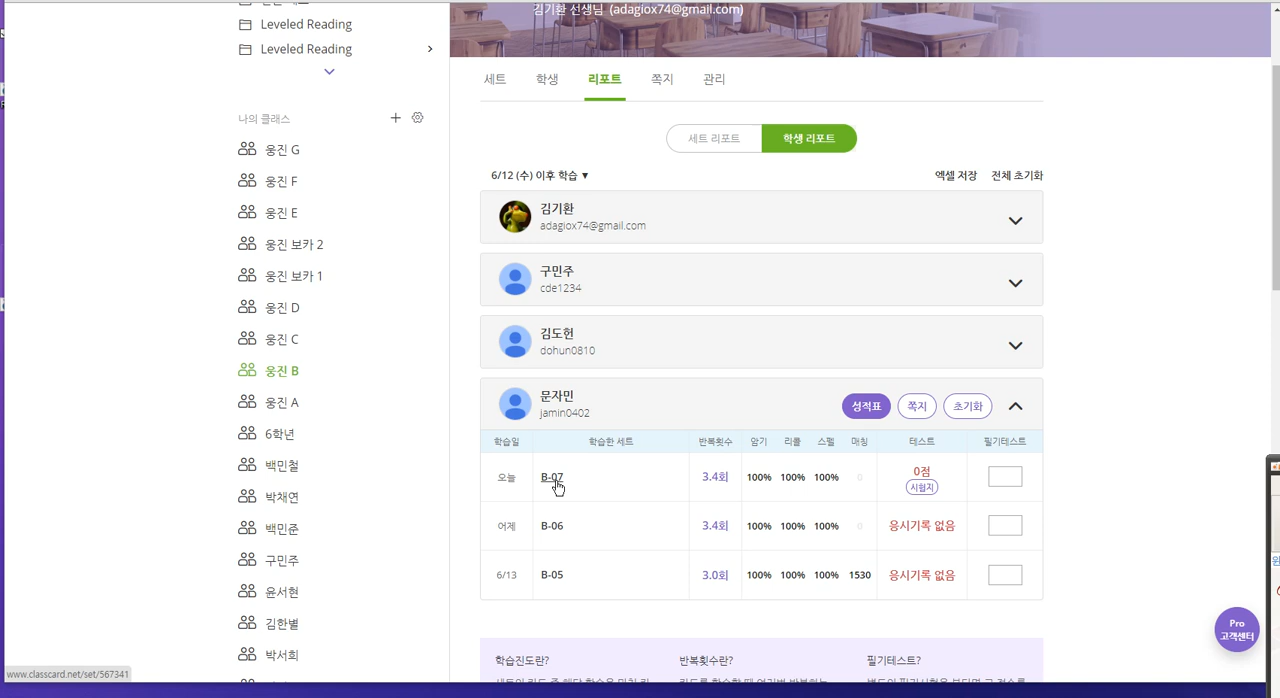 김기환 선생님 (adagiox74@gmail.com)
Leveled Reading
Leveled Reading
나의 클래스
웅진 G
웅진 F
웅진 E
웅진 보카 2
웅진 보카 1
웅진 D
웅진 C
웅진 B
웅진 A
6학년
백민철
박채연
백민준
구민주
윤서현
김한별
박서희
www.classcard.net/set/567341
세트 학생 리포트 쪽지 관리
세트 리포트 학생 리포트
6/12 (수) 이후 학습 ▼ 엑셀 저장 전체 초기화
김기환
adagiox74@gmail.com
구민주
cde1234
김도헌
dohun0810
문자민
jamin0402
성적표 쪽지 초기화
학습일 학습한 세트 반복횟수 암기 리콜 스펠 매칭 테스트 필기테스트
오늘 B-07 3.4회 100% 100% 100% 0 0점
시험지
어제 B-06 3.4회 100% 100% 100% 0 응시기록 없음
6/13 B-05 3.0회 100% 100% 100% 1530 응시기록 없음
학습진도란? 반복횟수란? 필기테스트?
Pro
고객센터